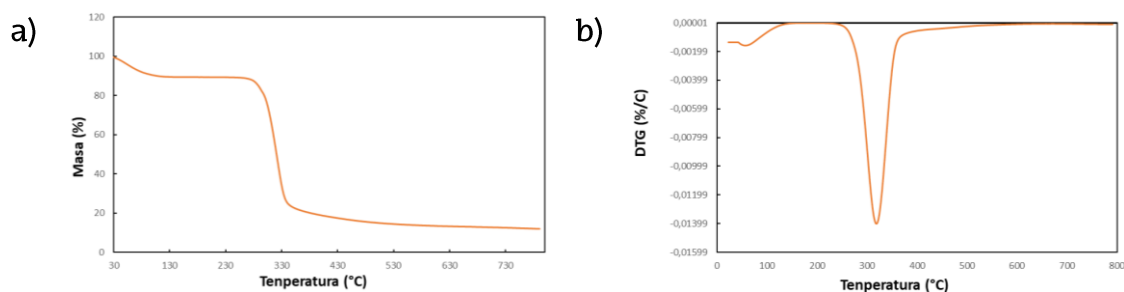 a)
120
100
80
60
40
20
0
Masa (%)
30 130 230 330 430 530 630 730
Tenperatura (°C)
b)
0,00001
-0,00199
-0,00399
-0,00599
-0,00799
-0,00999
-0,01199
-0,01399
-0,01599
DTG (%/C)
0 100 200 300 400 500 600 700 800
Tenperatura (°C)